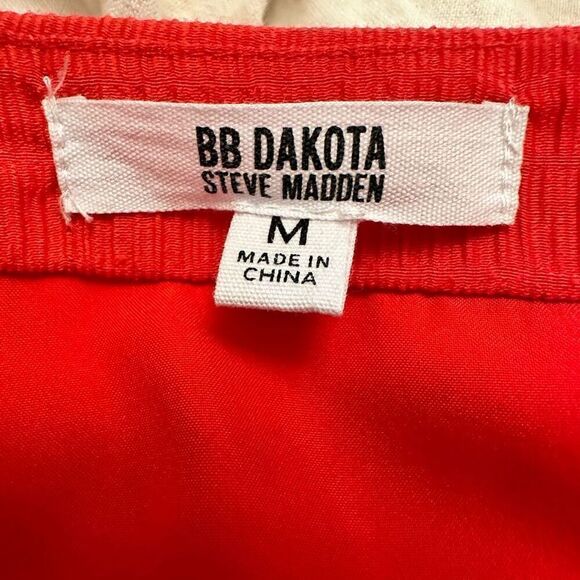 BB DAKOTA
STEVE MADDEN
M
MADE IN
CHINA